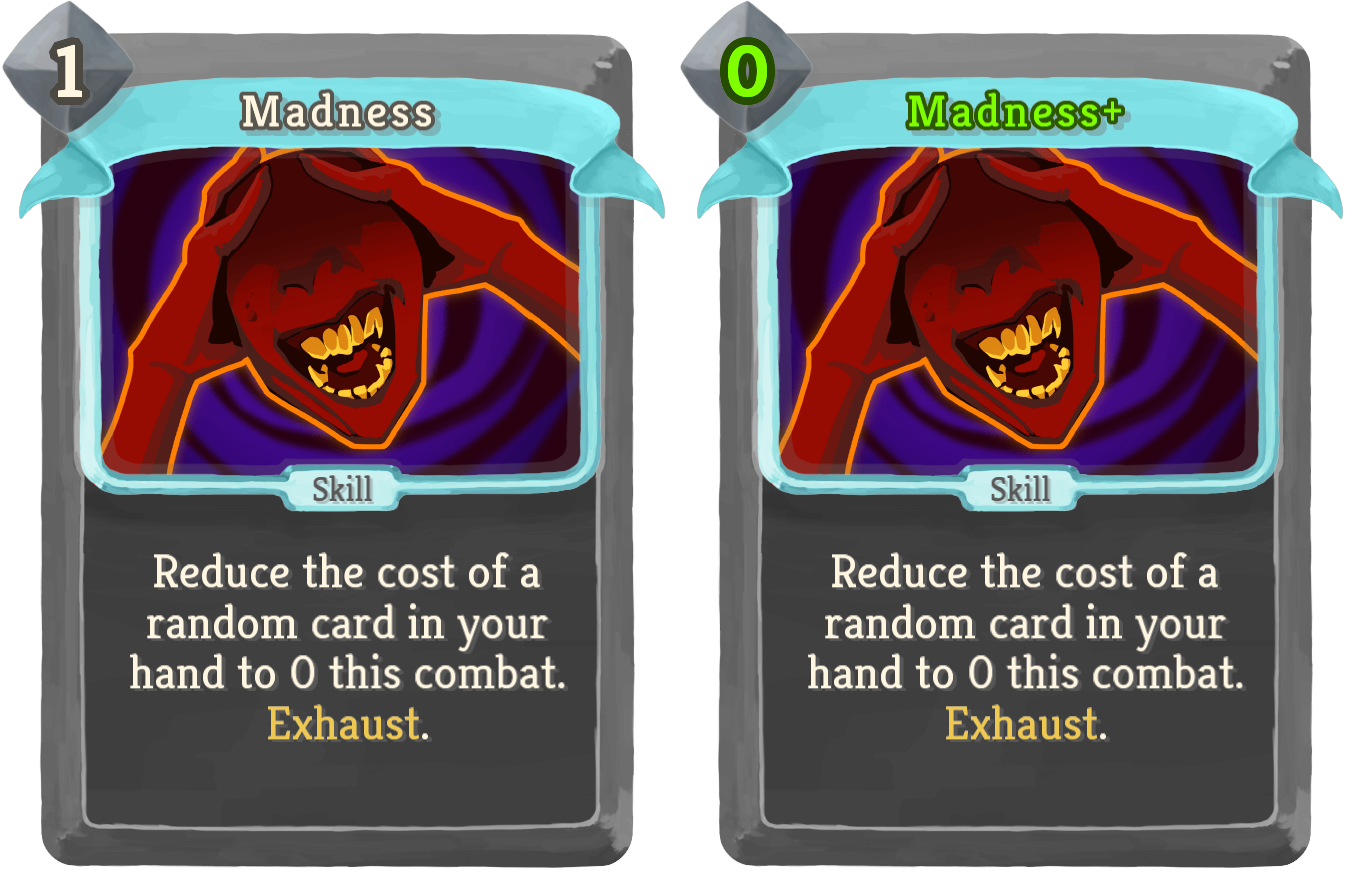 1
Madness
Skill
Reduce the cost of a
random card in your
hand to 0 this combat.
Exhaust.
0
Madness+
Skill
Reduce the cost of a
random card in your
hand to 0 this combat.
Exhaust.